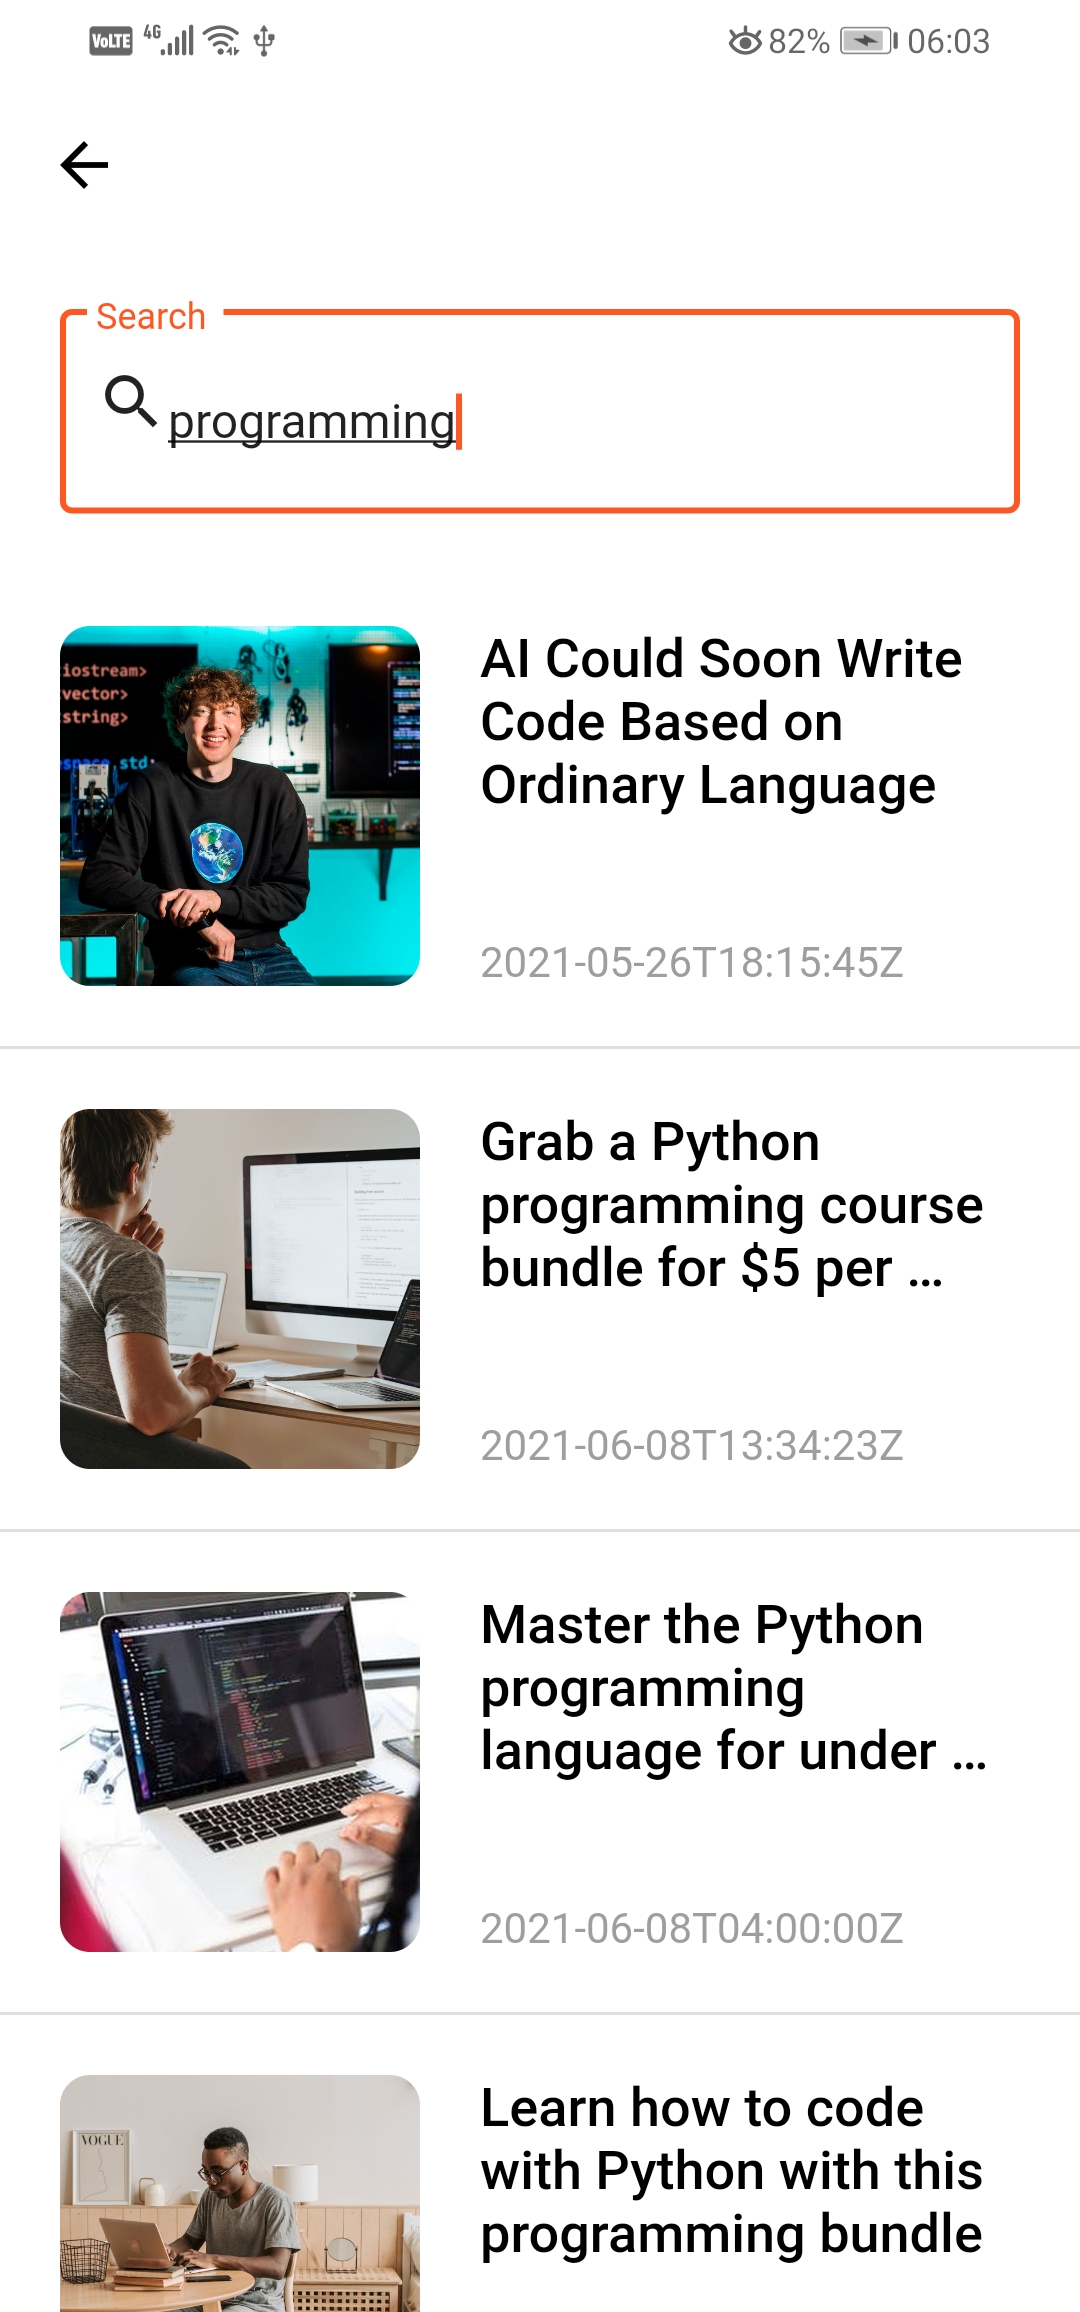 VoLTE 4G 82% 06:03
Search
programming
iostream>
vector>
string>
std:
AI Could Soon Write
Code Based on
Ordinary Language
2021-05-26T18:15:45Z
Grab a Python
programming course
bundle for $5 per ...
2021-06-08T13:34:23Z
Master the Python
programming
language for under ...
2021-06-08T04:00:00Z
VOGUE
Learn how to code
with Python with this
programming bundle